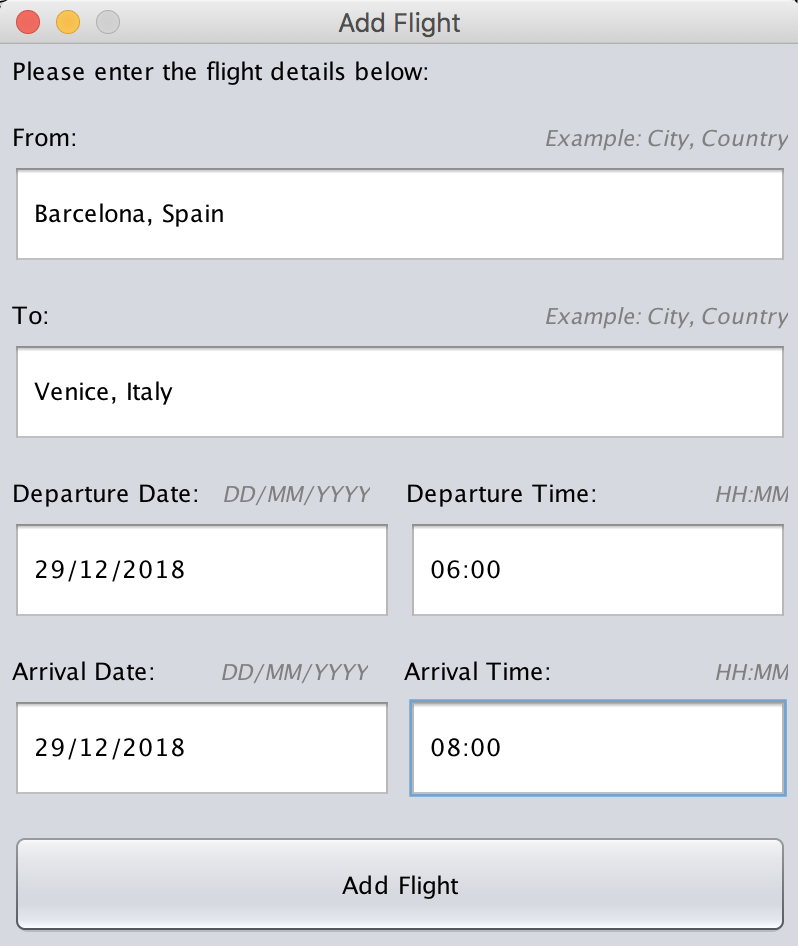 Add Flight
Please enter the flight details below:
From: Example: City, Country
Barcelona, Spain
To: Example: City, Country
Venice, Italy
Departure Date: DD/MM/YYYY Departure Time: HH:MM
29/12/2018 06:00
Arrival Date: DD/MM/YYYY Arrival Time: HH:MM
29/12/2018 08:00
Add Flight